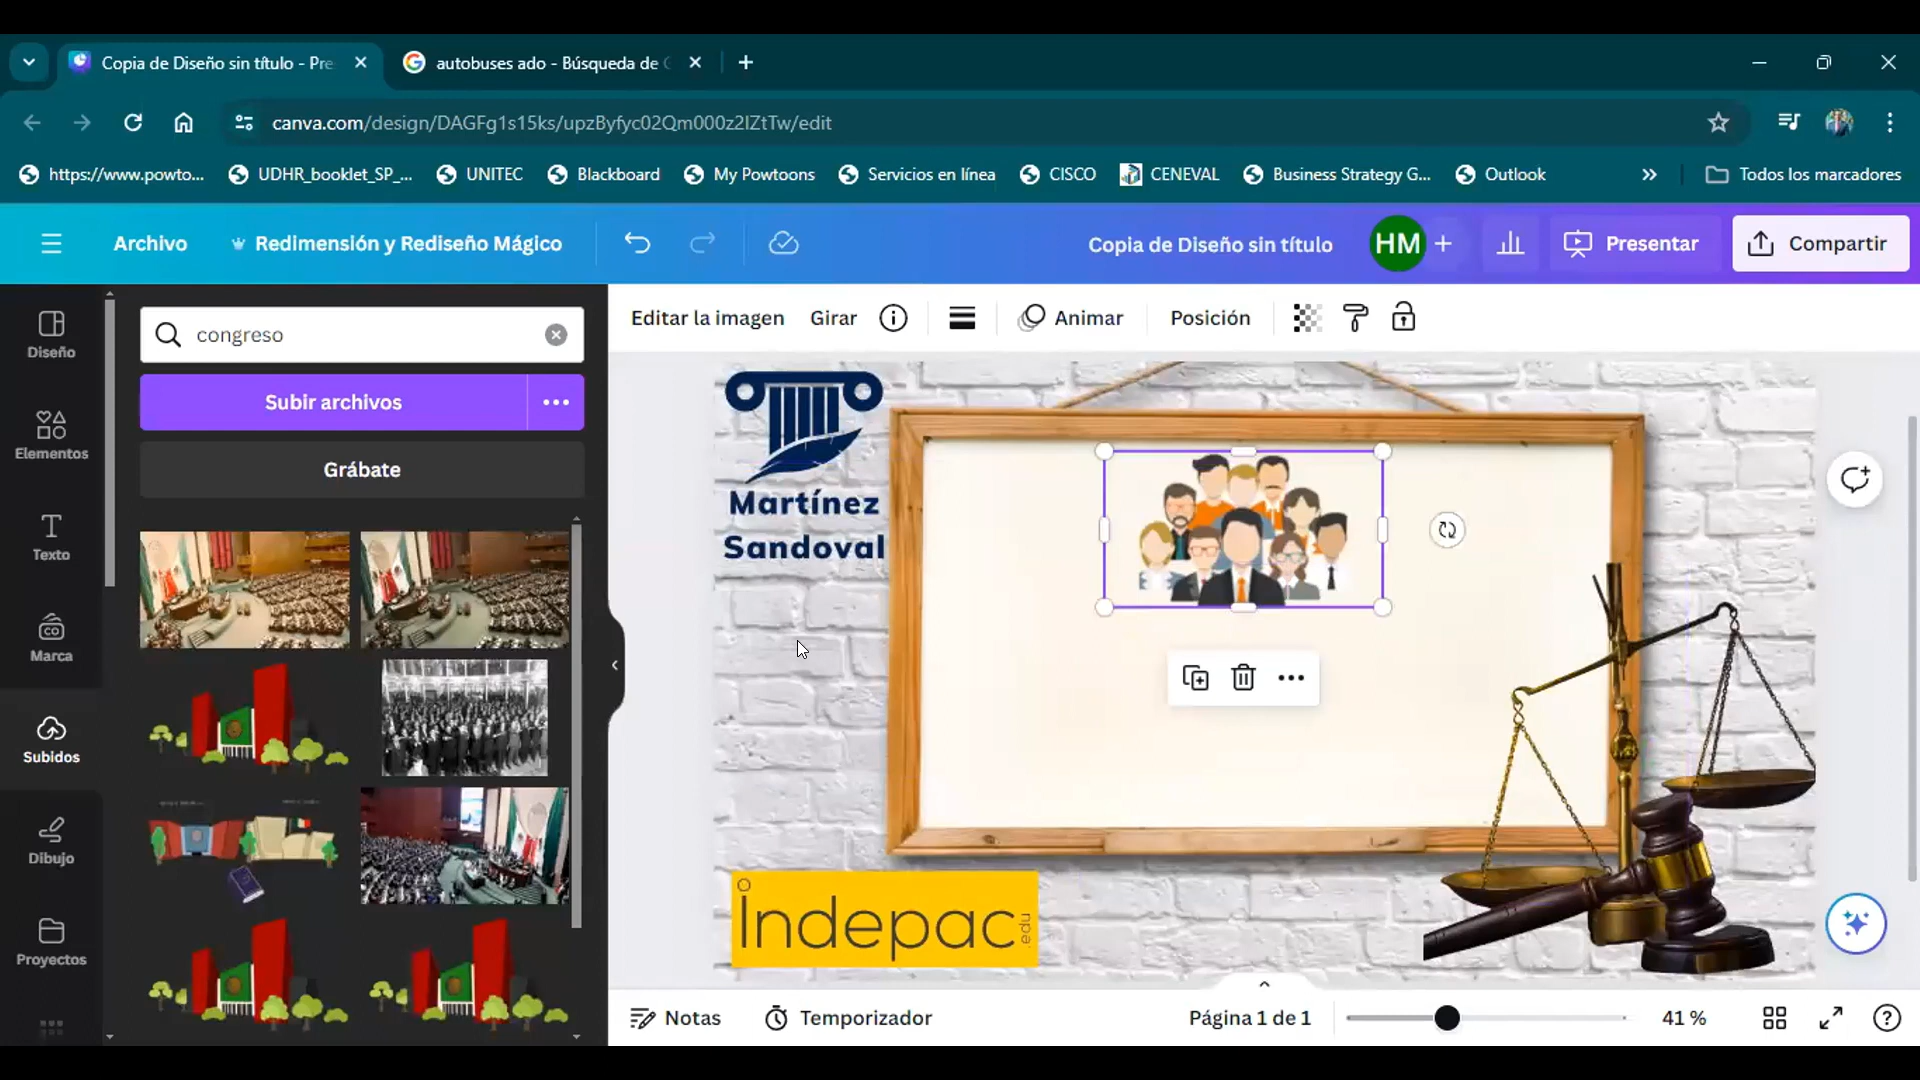 Copia de Diseño sin título - Pre
autobuses ado - Búsqueda de
canva.com/design/DAGFg1s15ks/upzByfyc02Qm000z2lZtTw/edit
https://www.powto...
UDHR_booklet_SP_...
UNITEC
Blackboard
My Powtoons
Servicios en línea
CISCO
CENEVAL
Business Strategy G...
Outlook
Todos los marcadores
Archivo
Redimensión y Rediseño Mágico
Copia de Diseño sin título
HM
Presentar
Compartir
Diseño
Elementos
Texto
Marca
Subidos
Dibujo
Proyectos
congreso
Subir archivos
Grábate
Editar la imagen
Girar
Animar
Posición
Martínez
Sandoval
indepac
.edu
Notas
Temporizador
Página 1 de 1
41 %